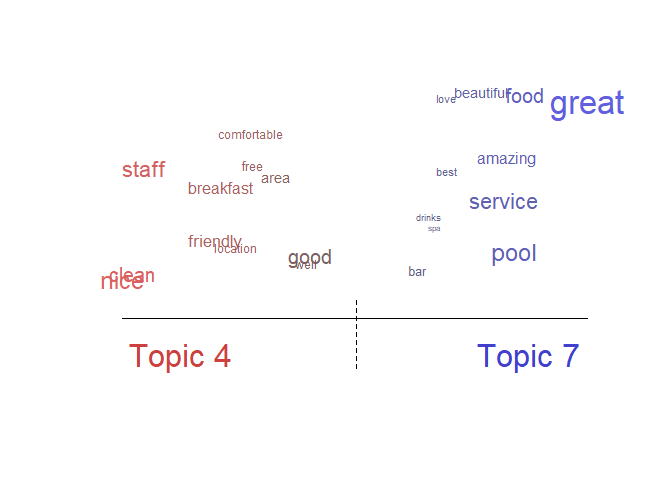 love beautiful food great
comfortable
staff free amazing
breakfast area best
service
drinks
spa
friendly
location good pool
well
nice clean bar
Topic 4 Topic 7